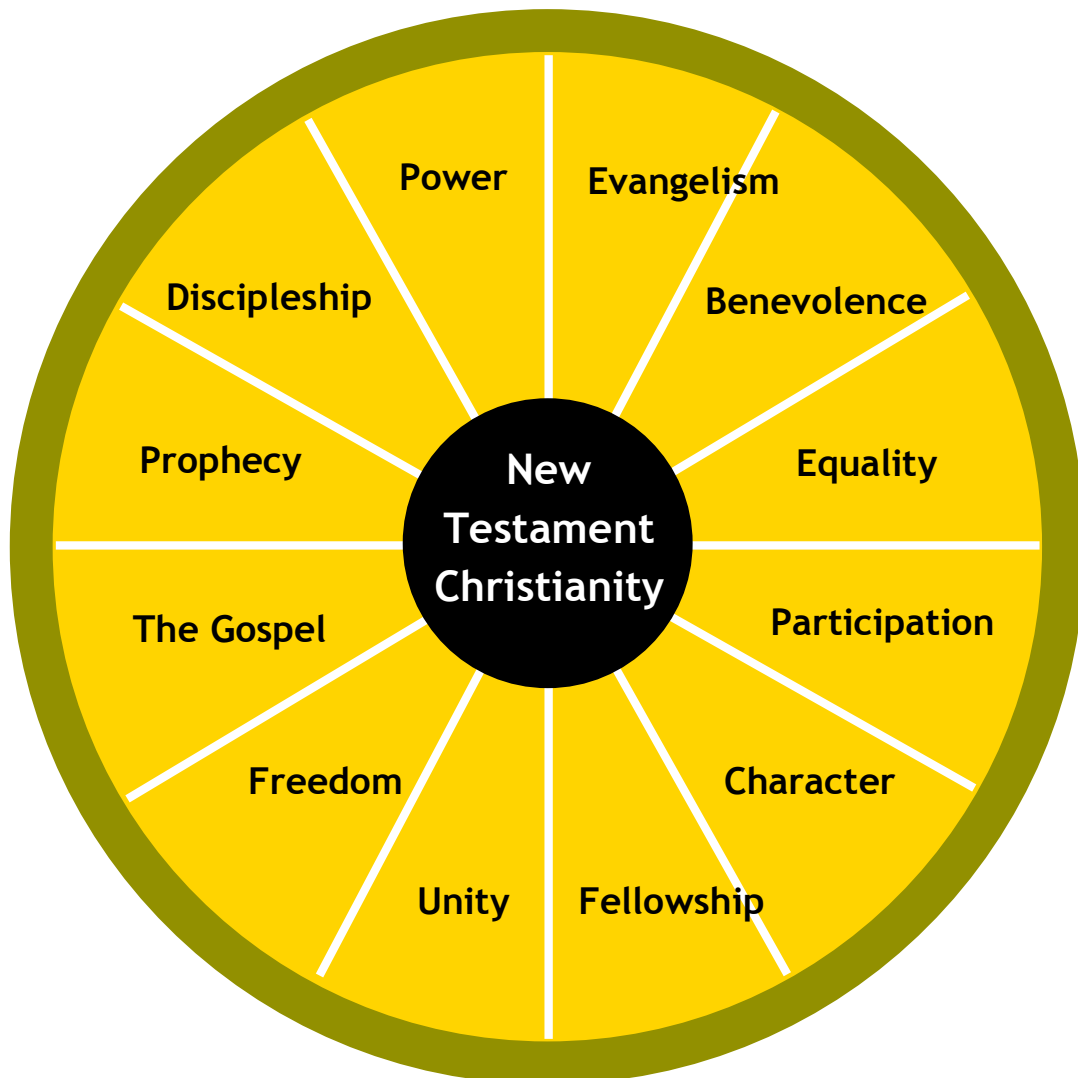 Power
Evangelism
Discipleship
Benevolence
Prophecy
Equality
New
Testament
Christianity
The Gospel
Participation
Freedom
Character
Unity
Fellowship